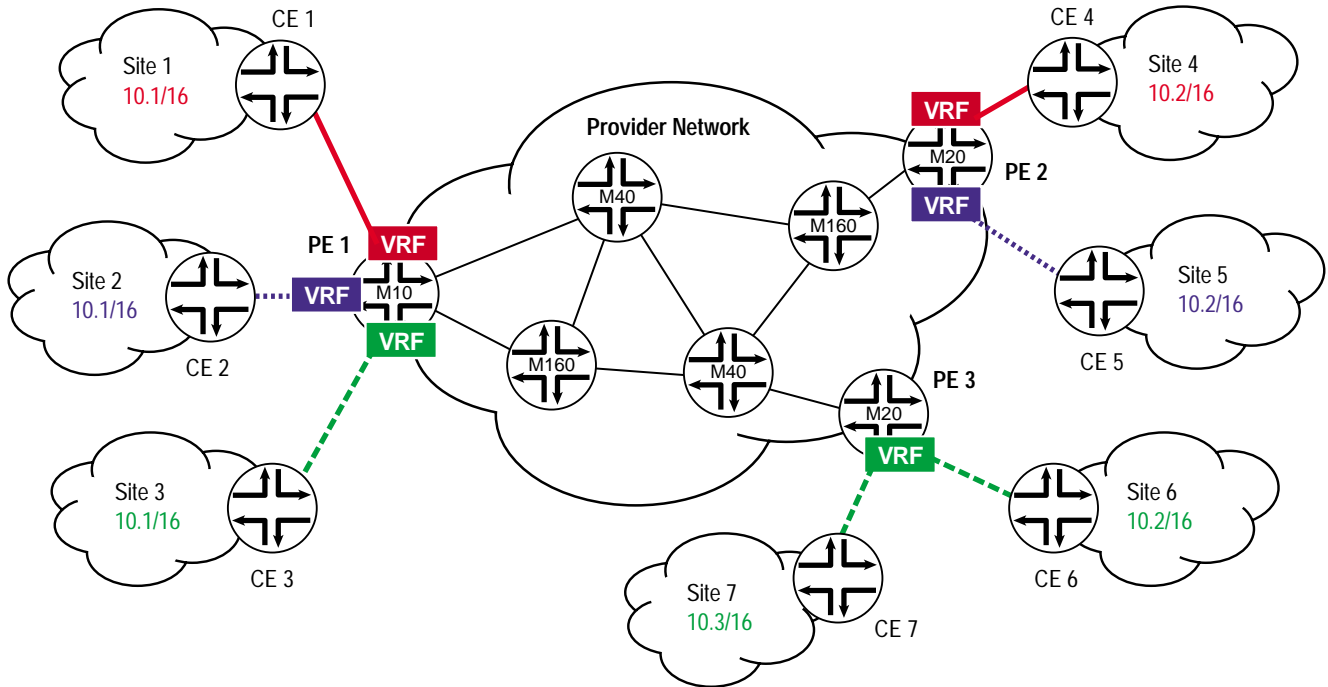 CE 1
Site 1
10.1/16
CE 4
Site 4
10.2/16
Provider Network
VRF
M20
PE 2
VRF
M40
M160
PE 1
VRF
VRF
M10
VRF
Site 2
10.1/16
CE 2
Site 5
10.2/16
CE 5
M160
M40
PE 3
M20
VRF
Site 3
10.1/16
CE 3
Site 6
10.2/16
CE 6
Site 7
10.3/16
CE 7